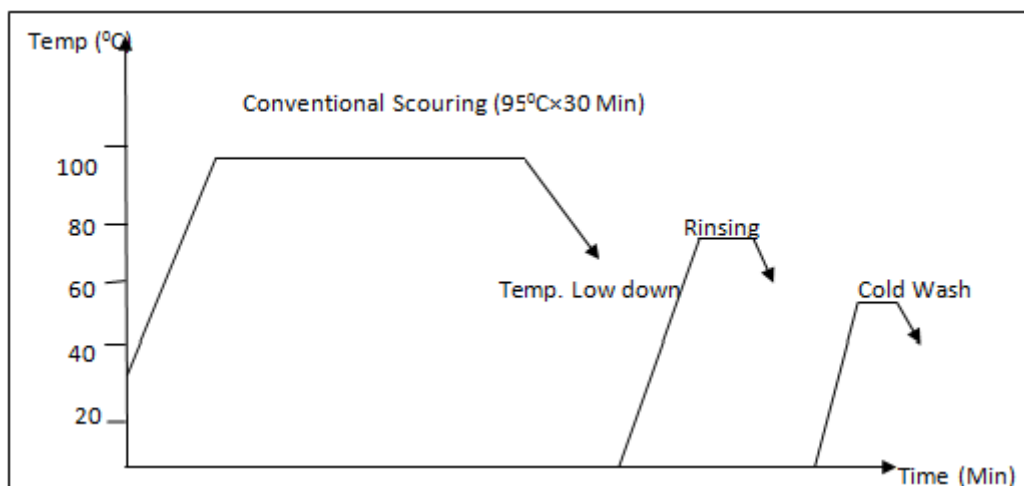 Temp (⁰C)
Conventional Scouring (95⁰C×30 Min)
100
80
Rinsing
60
Temp. Low down
Cold Wash
40
20
Time (Min)